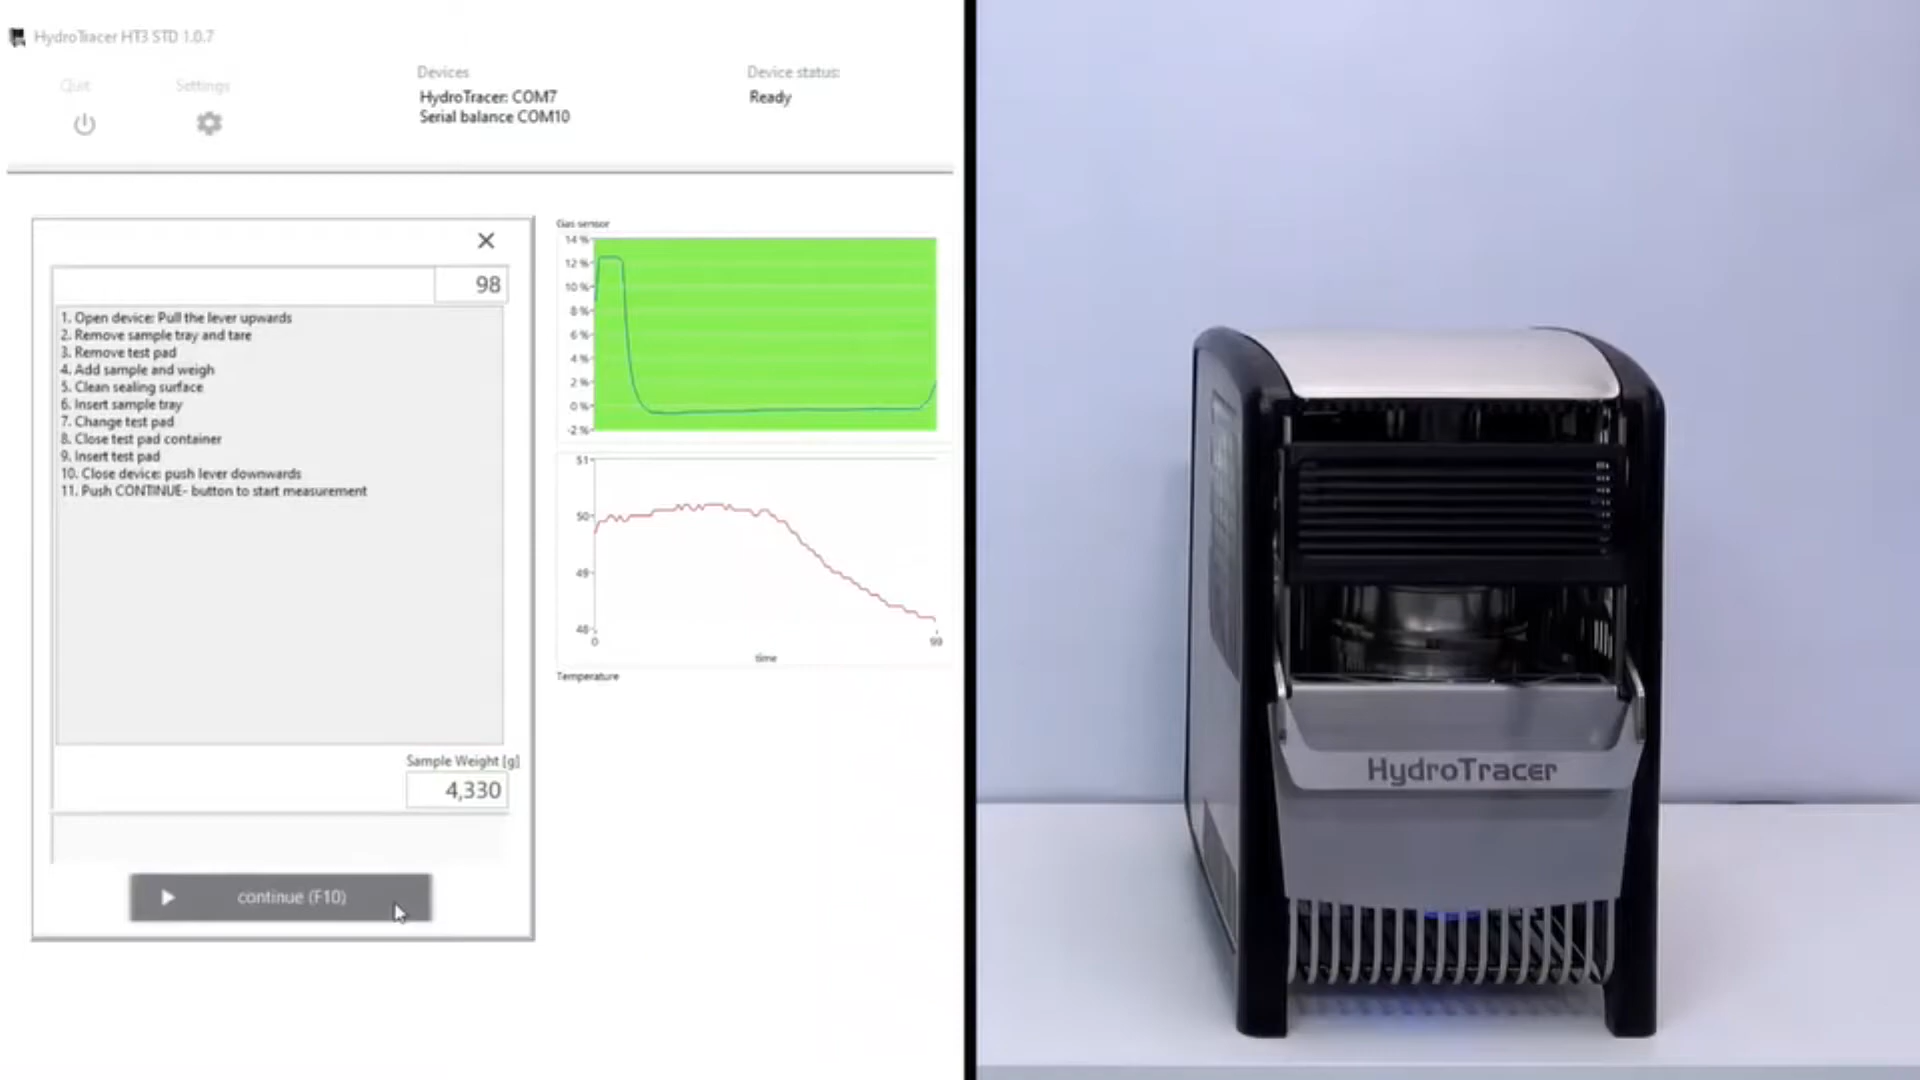 HydroTracer HT3 STD 1.0.7
Quit
Settings
Devices
HydroTracer: COM7
Serial balance COM10
Device status:
Ready
98
1. Open device: Pull the lever upwards
2. Remove sample tray and tare
3. Remove test pad
4. Add sample and weigh
5. Clean sealing surface
6. Insert sample tray
7. Change test pad
8. Close test pad container
9. Insert test pad
10. Close device: push lever downwards
11. Push CONTINUE- button to start measurement
Sample Weight [g]
4,330
continue (F10)
Gas sensor
14 %
12 %
10 %
8 %
6 %
4 %
2 %
0 %
-2 %
51
50
49
48
0
99
time
Temperature
HydroTracer